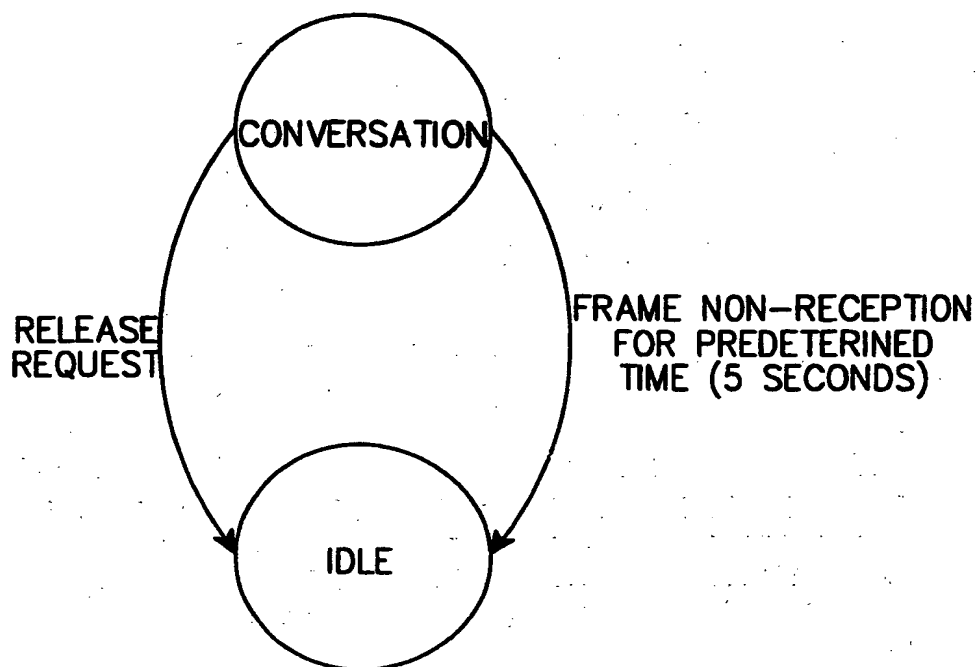 CONVERSATION
RELEASE
REQUEST
FRAME NON-RECEPTION
FOR PREDETERINED
TIME (5 SECONDS)
IDLE